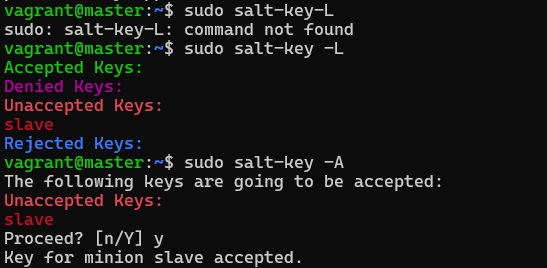 vagrant@master:~$ sudo salt-key-L
sudo: salt-key-L: command not found
vagrant@master:~$ sudo salt-key -L
Accepted Keys:
Denied Keys:
Unaccepted Keys:
slave
Rejected Keys:
vagrant@master:~$ sudo salt-key -A
The following keys are going to be accepted:
Unaccepted Keys:
slave
Proceed? [n/Y] y
Key for minion slave accepted.